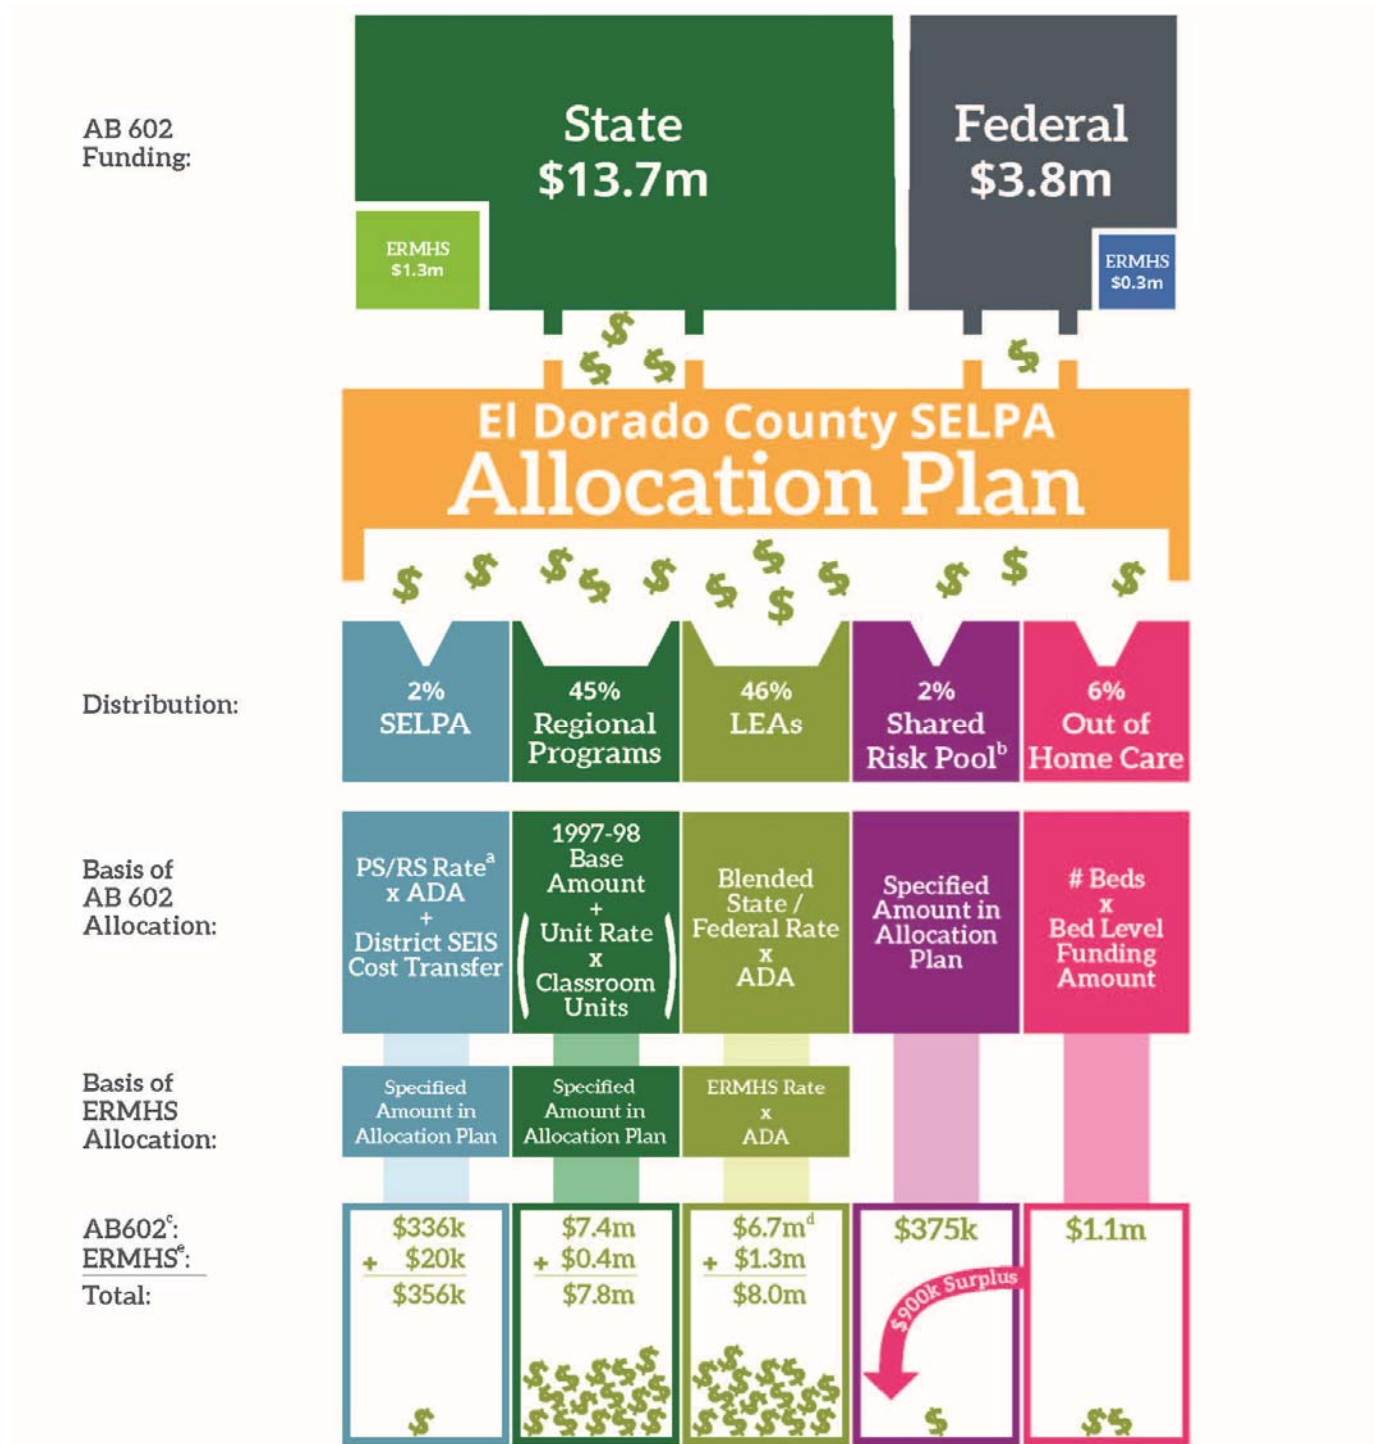 AB 602
Funding:
State
$13.7m
Federal
$3.8m
ERMHS
$1.3m
ERMHS
$0.3m
El Dorado County SELPA
Allocation Plan
Distribution:
2%
SELPA
45%
Regional
Programs
46%
LEAs
2%
Shared
Risk Poolᵇ
6%
Out of
Home Care
Basis of
AB 602
Allocation:
PS/RS Rateᵃ
x ADA
+
District SEIS
Cost Transfer
1997-98
Base
Amount
+
( Unit Rate
x
Classroom
Units )
Blended
State /
Federal Rate
x
ADA
Specified
Amount in
Allocation
Plan
# Beds
x
Bed Level
Funding
Amount
Basis of
ERMHS
Allocation:
Specified
Amount in
Allocation Plan
Specified
Amount in
Allocation Plan
ERMHS Rate
x
ADA
AB602ᶜ:
ERMHSᵉ:
Total:
$336k
+ $20k
$356k
$7.4m
+ $0.4m
$7.8m
$6.7mᵈ
+ $1.3m
$8.0m
$375k
$900k Surplus
$1.1m